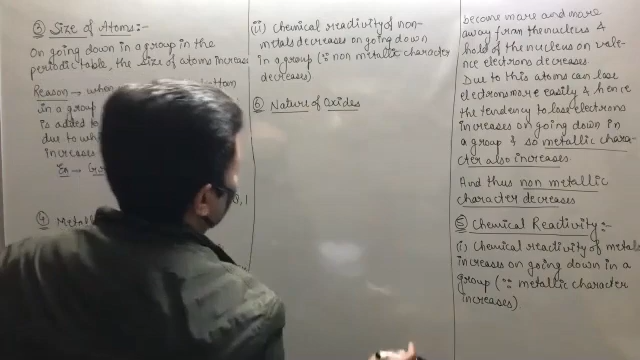 ③ Size of Atoms:-
On going down in a group in the
periodic table, the size of atoms increase
Reason → when bottom
in a group
is added to
due to wh
increases
④ Metall
0, 1
(ii) Chemical readivity of non-
metals decreases on going down
in a group (∵ non metallic character
decreases)
⑥ Nature of Oxides
become more and more
away from the nucleus &
hold of the nucleus on vale-
nce electrons decreases
Due to this atoms can lose
electrons more easily & hence
the tendency to lose electrons
increases on going down in
a group & so metallic chara-
cter also increases.
And thus non metallic
character decreases
⑤ Chemical Reactivity:-
(i) Chemical reactivity of metals
increases on going down in a
group (∵ metallic character
increases)